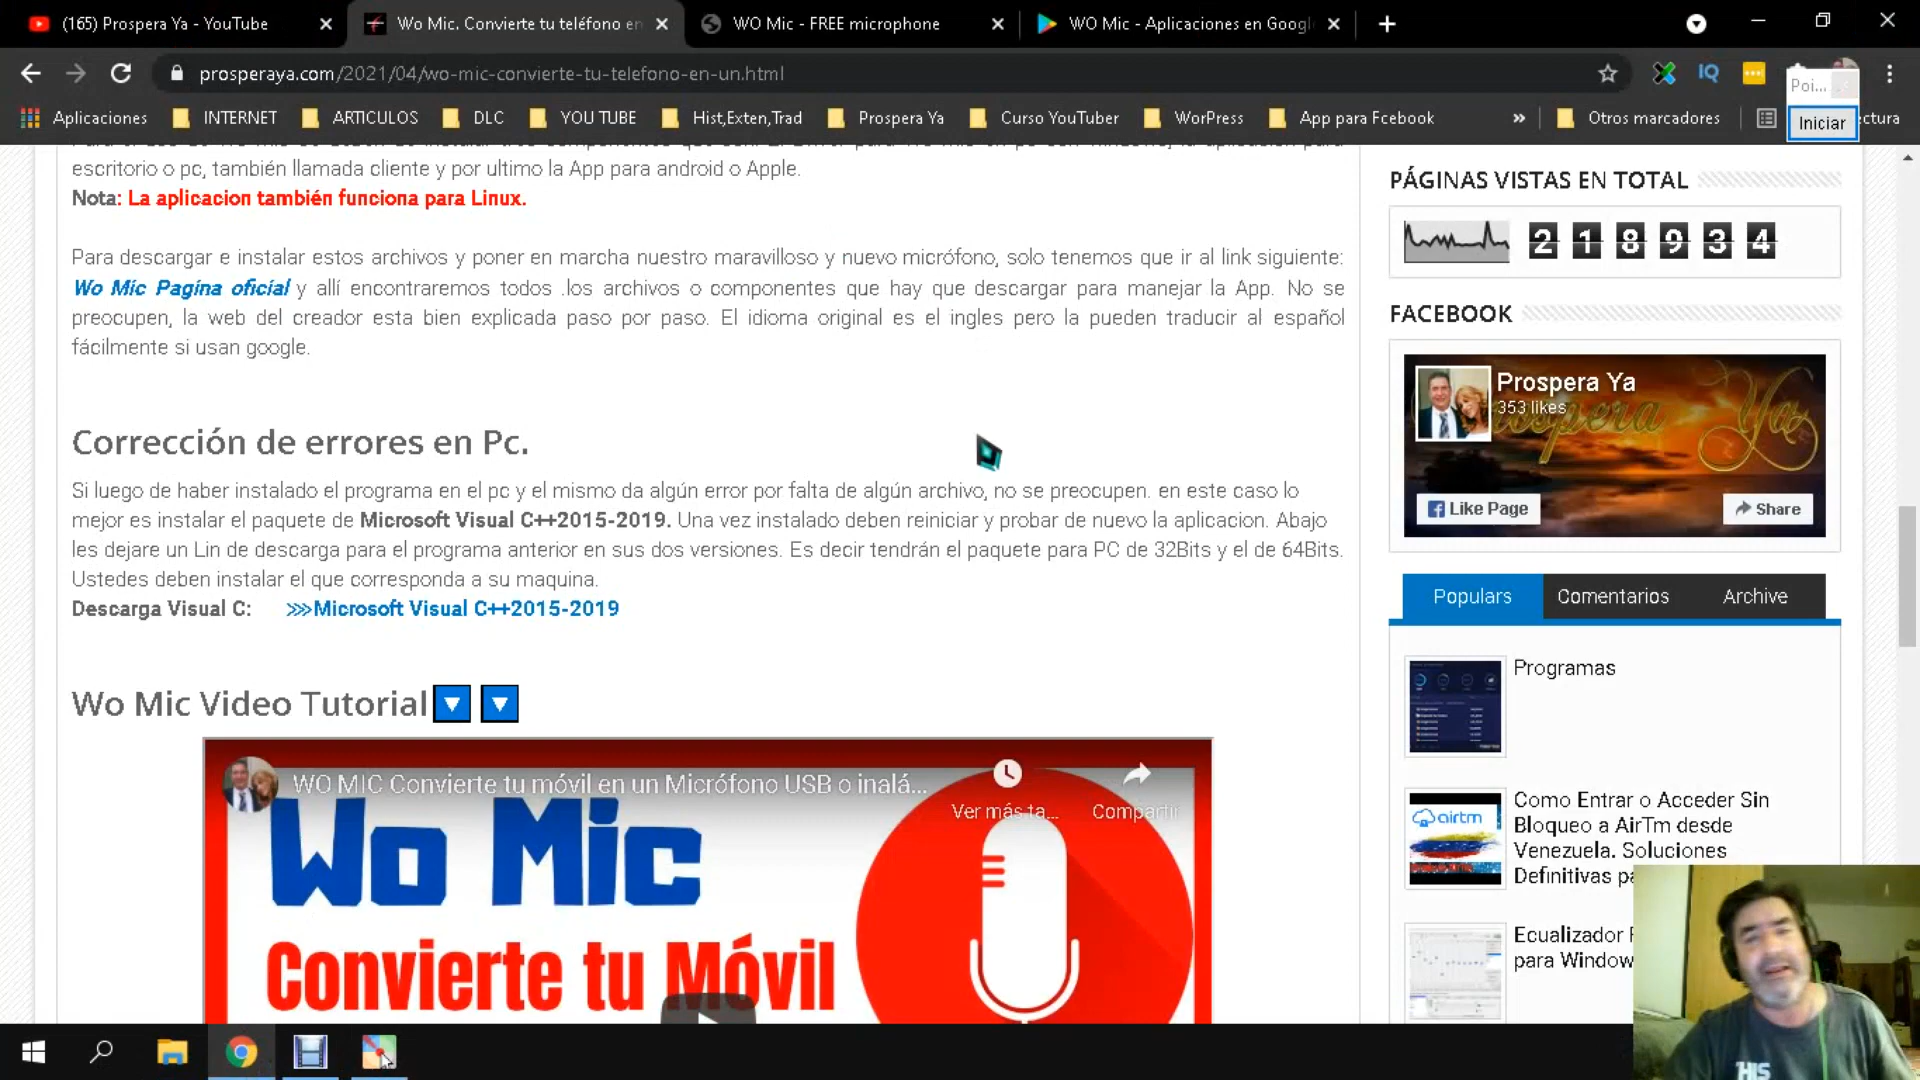 (165) Prospera Ya - YouTube
Wo Mic. Convierte tu teléfono en
WO Mic - FREE microphone
WO Mic - Aplicaciones en Googl
prosperaya.com/2021/04/wo-mic-convierte-tu-telefono-en-un.html
IQ
Poi...
Iniciar
Aplicaciones
INTERNET
ARTICULOS
DLC
YOU TUBE
Hist,Exten,Trad
Prospera Ya
Curso YouTuber
WorPress
App para Fcebook
»
Otros marcadores
ctura
escritorio o pc, también llamada cliente y por ultimo la App para android o Apple.
Nota: La aplicacion también funciona para Linux.
Para descargar e instalar estos archivos y poner en marcha nuestro maravilloso y nuevo micrófono, solo tenemos que ir al link siguiente:
Wo Mic Pagina oficial y allí encontraremos todos .los archivos o componentes que hay que descargar para manejar la App. No se
preocupen, la web del creador esta bien explicada paso por paso. El idioma original es el ingles pero la pueden traducir al español
fácilmente si usan google.
Corrección de errores en Pc.
Si luego de haber instalado el programa en el pc y el mismo da algún error por falta de algún archivo, no se preocupen. en este caso lo
mejor es instalar el paquete de Microsoft Visual C++2015-2019. Una vez instalado deben reiniciar y probar de nuevo la aplicacion. Abajo
les dejare un Lin de descarga para el programa anterior en sus dos versiones. Es decir tendrán el paquete para PC de 32Bits y el de 64Bits.
Ustedes deben instalar el que corresponda a su maquina.
Descarga Visual C: >>>Microsoft Visual C++2015-2019
Wo Mic Video Tutorial
WO MIC Convierte tu móvil en un Micrófono USB o inalá...
Ver más ta...
Compartir
Wo Mic
Convierte tu Móvil
PÁGINAS VISTAS EN TOTAL
218934
FACEBOOK
Prospera Ya
353 likes
Like Page
Share
Populars
Comentarios
Archive
Programas
airtm
Como Entrar o Acceder Sin
Bloqueo a AirTm desde
Venezuela. Soluciones
Definitivas pa
Ecualizador
para Window
HIS